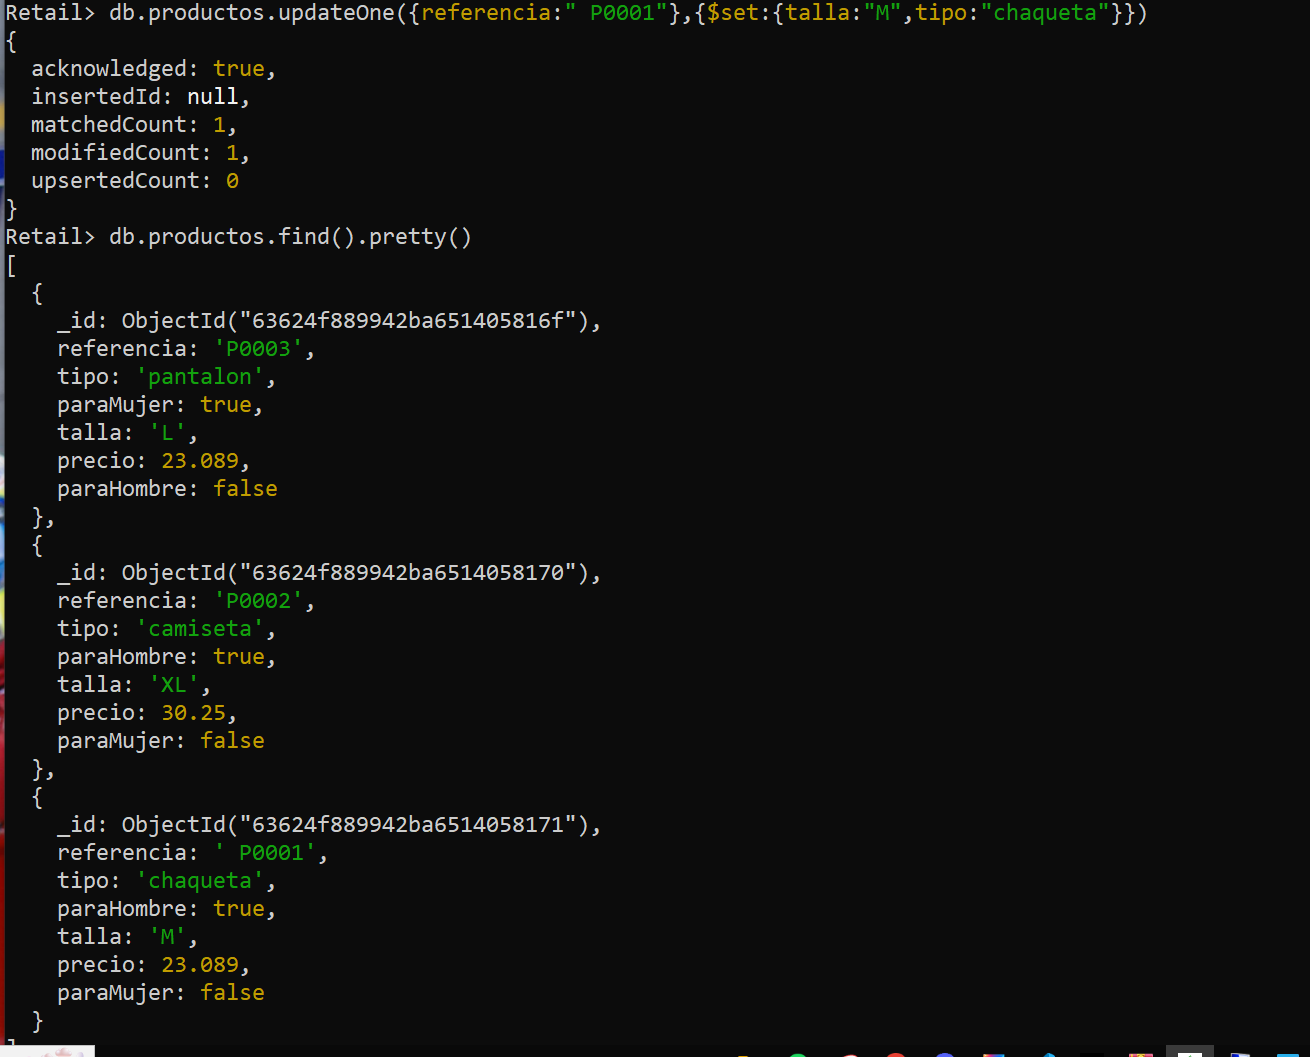 Retail> db.productos.updateOne({referencia:" P0001"},{$set:{talla:"M",tipo:"chaqueta"}})
{
  acknowledged: true,
  insertedId: null,
  matchedCount: 1,
  modifiedCount: 1,
  upsertedCount: 0
}
Retail> db.productos.find().pretty()
[
  {
    _id: ObjectId("63624f889942ba651405816f"),
    referencia: 'P0003',
    tipo: 'pantalon',
    paraMujer: true,
    talla: 'L',
    precio: 23.089,
    paraHombre: false
  },
  {
    _id: ObjectId("63624f889942ba6514058170"),
    referencia: 'P0002',
    tipo: 'camiseta',
    paraHombre: true,
    talla: 'XL',
    precio: 30.25,
    paraMujer: false
  },
  {
    _id: ObjectId("63624f889942ba6514058171"),
    referencia: ' P0001',
    tipo: 'chaqueta',
    paraHombre: true,
    talla: 'M',
    precio: 23.089,
    paraMujer: false
  }
]